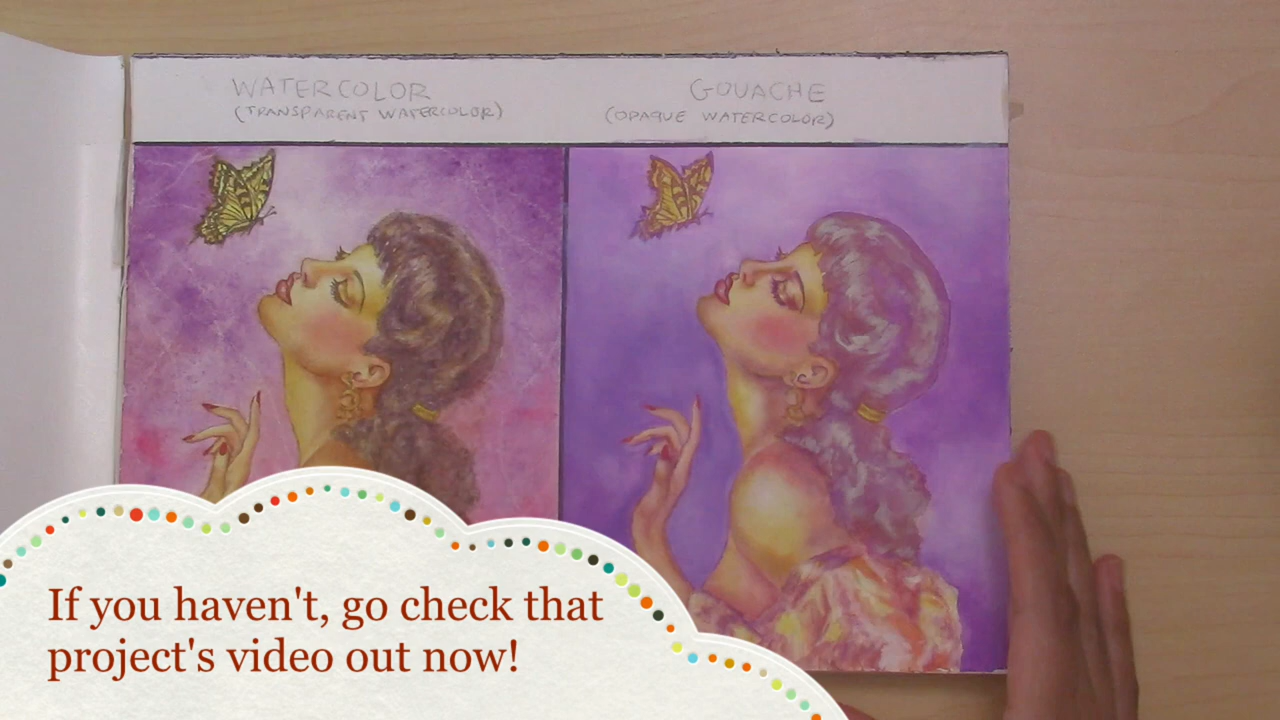 WATERCOLOR
(TRANSPARENT WATERCOLOR)
GOUACHE
(OPAQUE WATERCOLOR)
If you haven't, go check that
project's video out now!